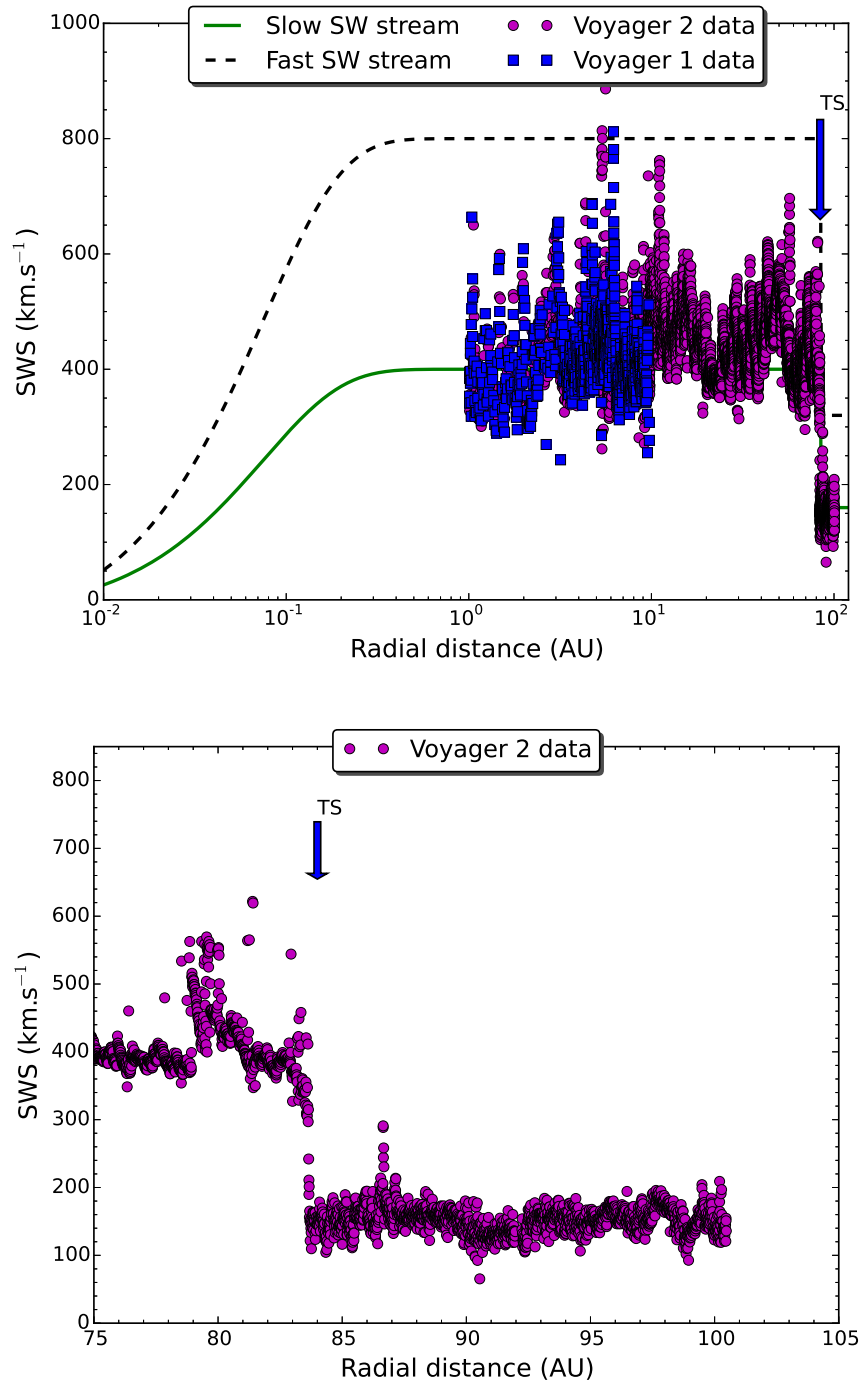 Slow SW stream
Fast SW stream
Voyager 2 data
Voyager 1 data
TS
1000
800
600
400
200
0
SWS (km.s⁻¹)
10⁻²
10⁻¹
10⁰
10¹
10²
Radial distance (AU)
Voyager 2 data
TS
800
700
600
500
400
300
200
100
0
SWS (km.s⁻¹)
75
80
85
90
95
100
105
Radial distance (AU)